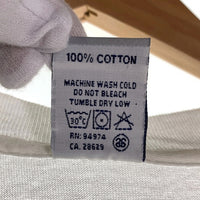 100% COTTON
MACHINE WASH COLD
DO NOT BLEACH
TUMBLE DRY LOW
30°C
RN: 94974
CA. 28629